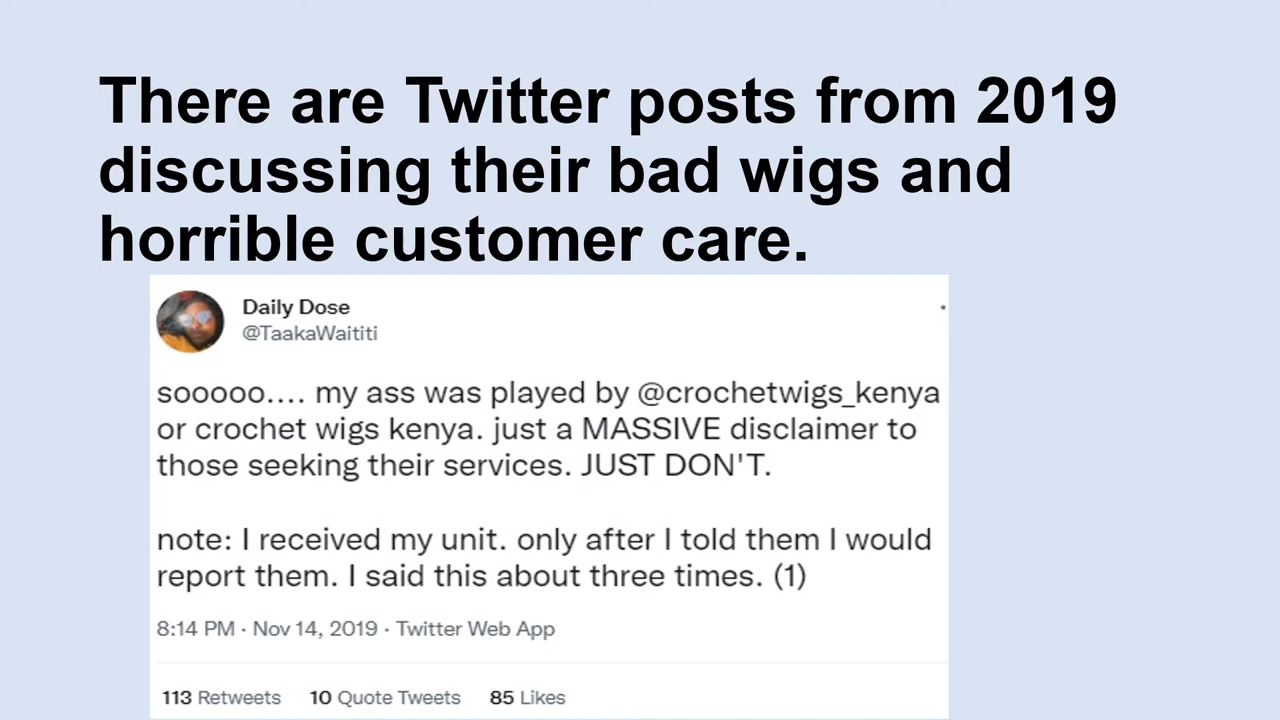 There are Twitter posts from 2019
discussing their bad wigs and
horrible customer care.
Daily Dose
@TaakaWaititi
sooooo.... my ass was played by @crochetwigs_kenya
or crochet wigs kenya. just a MASSIVE disclaimer to
those seeking their services. JUST DON'T.
note: I received my unit. only after I told them I would
report them. I said this about three times. (1)
8:14 PM · Nov 14, 2019 · Twitter Web App
113 Retweets 10 Quote Tweets 85 Likes